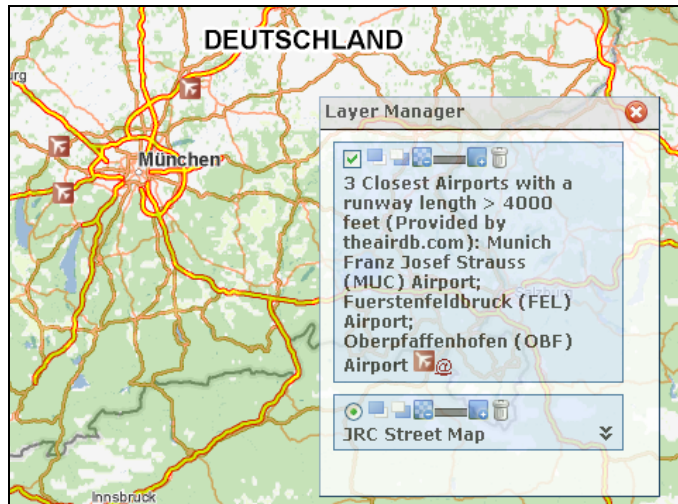 DEUTSCHLAND
München
Layer Manager
3 Closest Airports with a
runway length > 4000
feet (Provided by
theairdb.com): Munich
Franz Josef Strauss
(MUC) Airport;
Fuerstenfeldbruck (FEL)
Airport;
Oberpfaffenhofen (OBF)
Airport @
Salzburg
JRC Street Map
Innsbruck